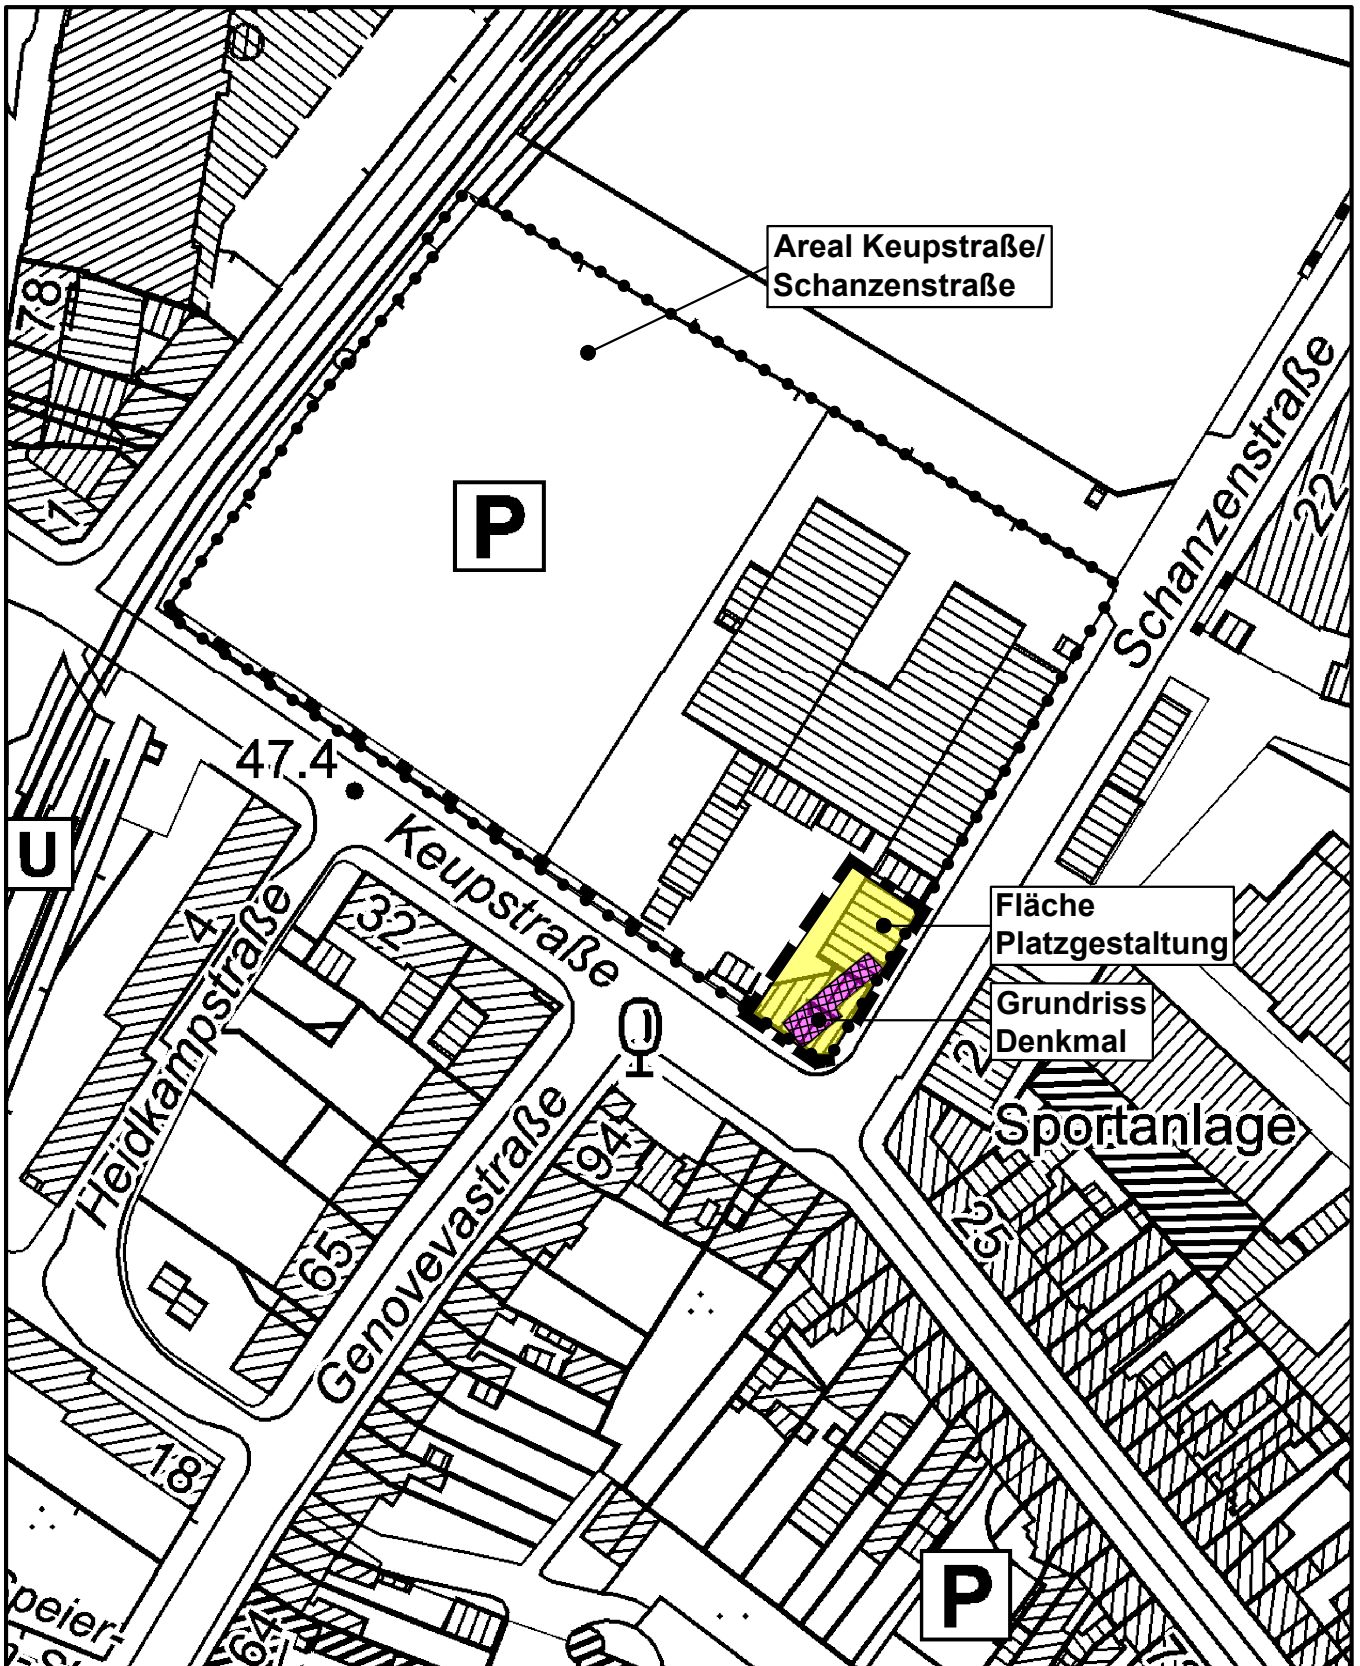 Areal Keupstraße/
Schanzenstraße
78
Schanzenstraße
1
P
22
47.4
U
Keupstraße
4
32
Heidkampstraße
Fläche
Platzgestaltung
Grundriss
Denkmal
2
Sportanlage
94
Genovevastraße
25
65
18
P
64